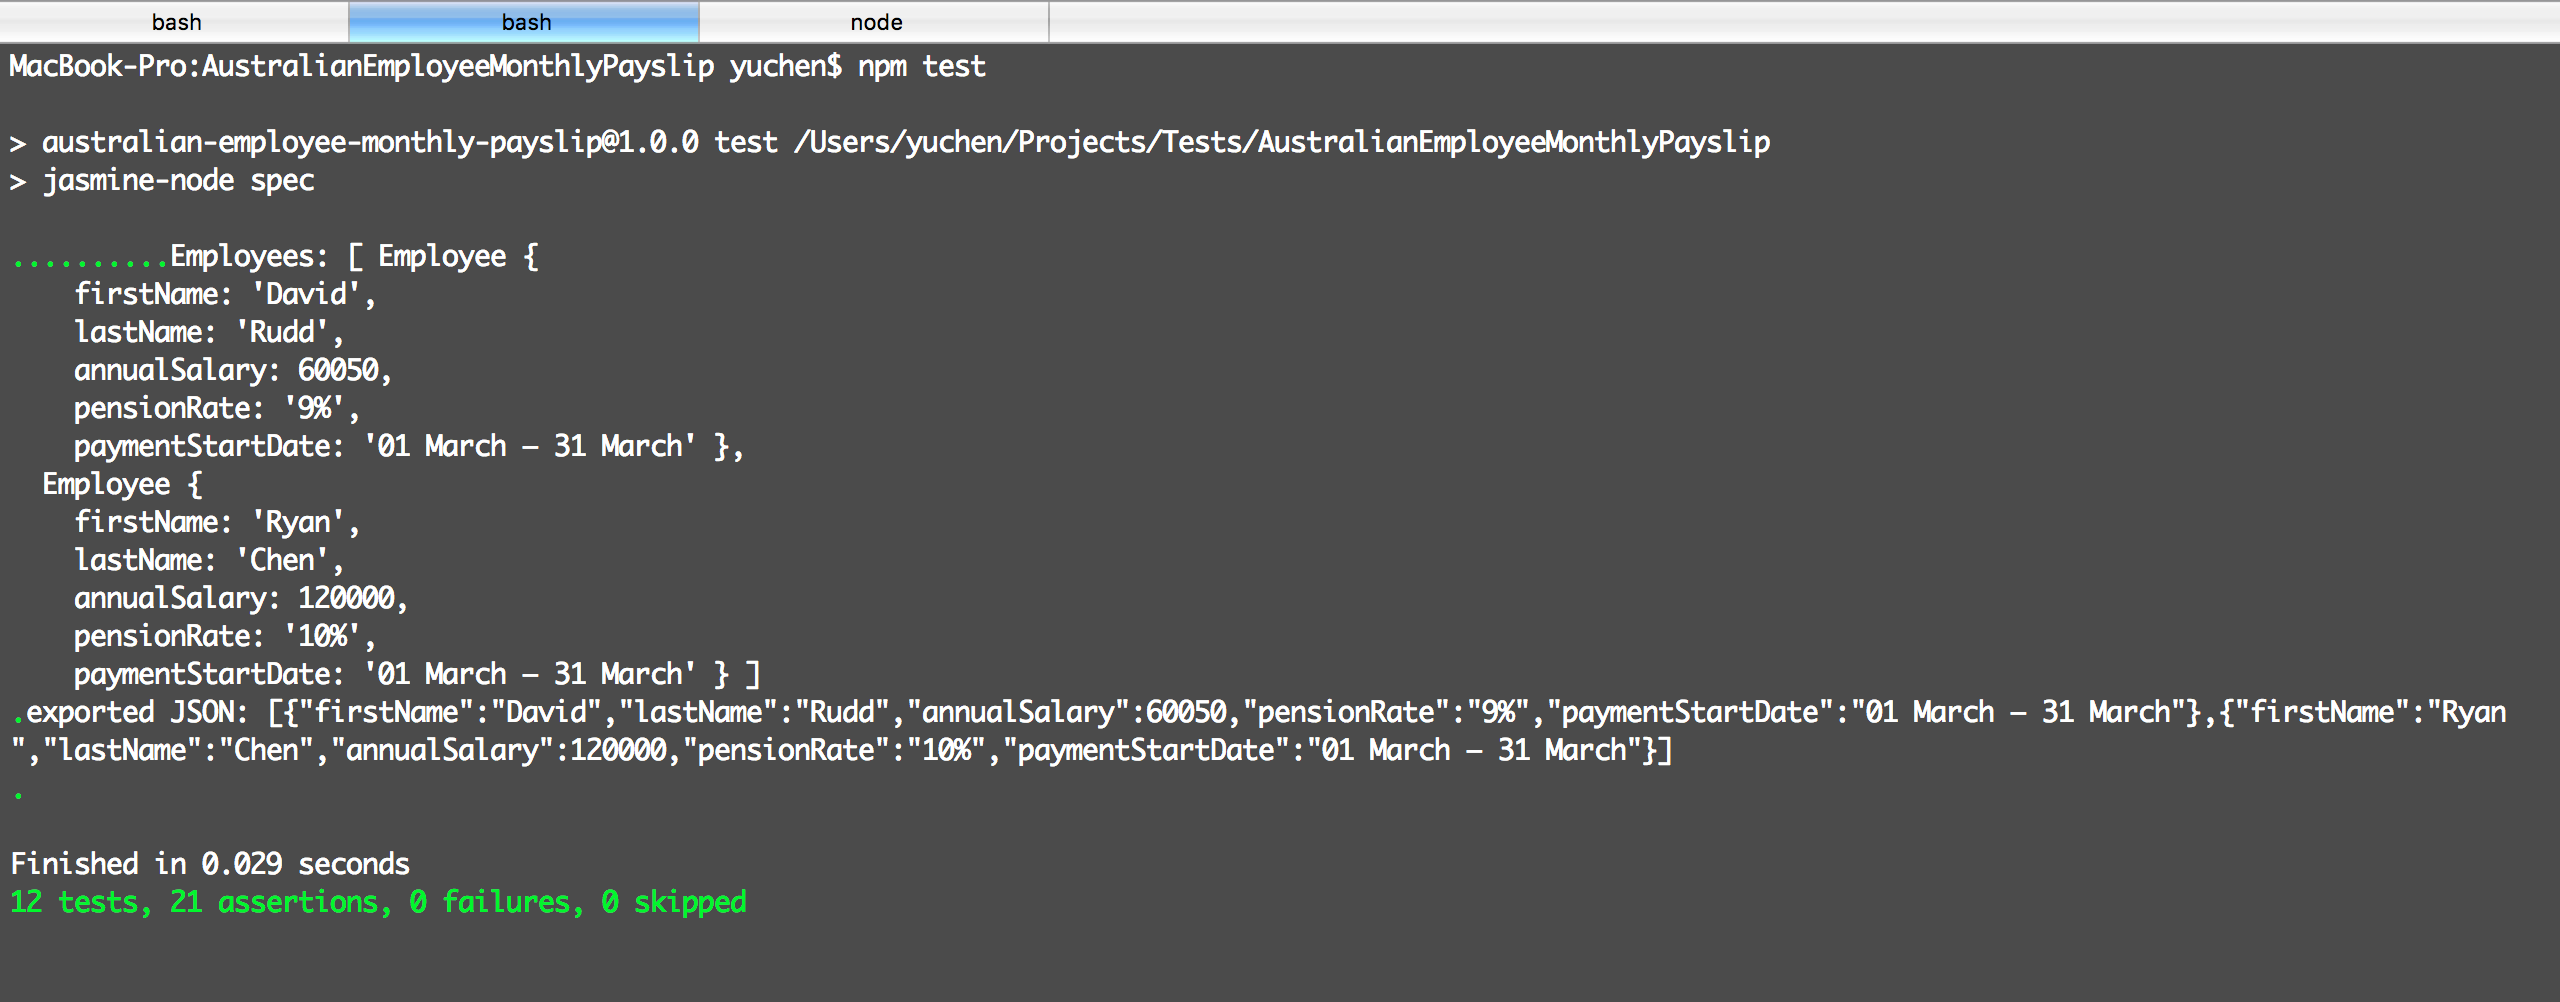 bash bash node
MacBook-Pro:AustralianEmployeeMonthlyPayslip yuchen$ npm test
> australian-employee-monthly-payslip@1.0.0 test /Users/yuchen/Projects/Tests/AustralianEmployeeMonthlyPayslip
> jasmine-node spec
..........Employees: [ Employee {
    firstName: 'David',
    lastName: 'Rudd',
    annualSalary: 60050,
    pensionRate: '9%',
    paymentStartDate: '01 March – 31 March' },
  Employee {
    firstName: 'Ryan',
    lastName: 'Chen',
    annualSalary: 120000,
    pensionRate: '10%',
    paymentStartDate: '01 March – 31 March' } ]
.exported JSON: [{"firstName":"David","lastName":"Rudd","annualSalary":60050,"pensionRate":"9%","paymentStartDate":"01 March – 31 March"},{"firstName":"Ryan
","lastName":"Chen","annualSalary":120000,"pensionRate":"10%","paymentStartDate":"01 March – 31 March"}]
.
Finished in 0.029 seconds
12 tests, 21 assertions, 0 failures, 0 skipped